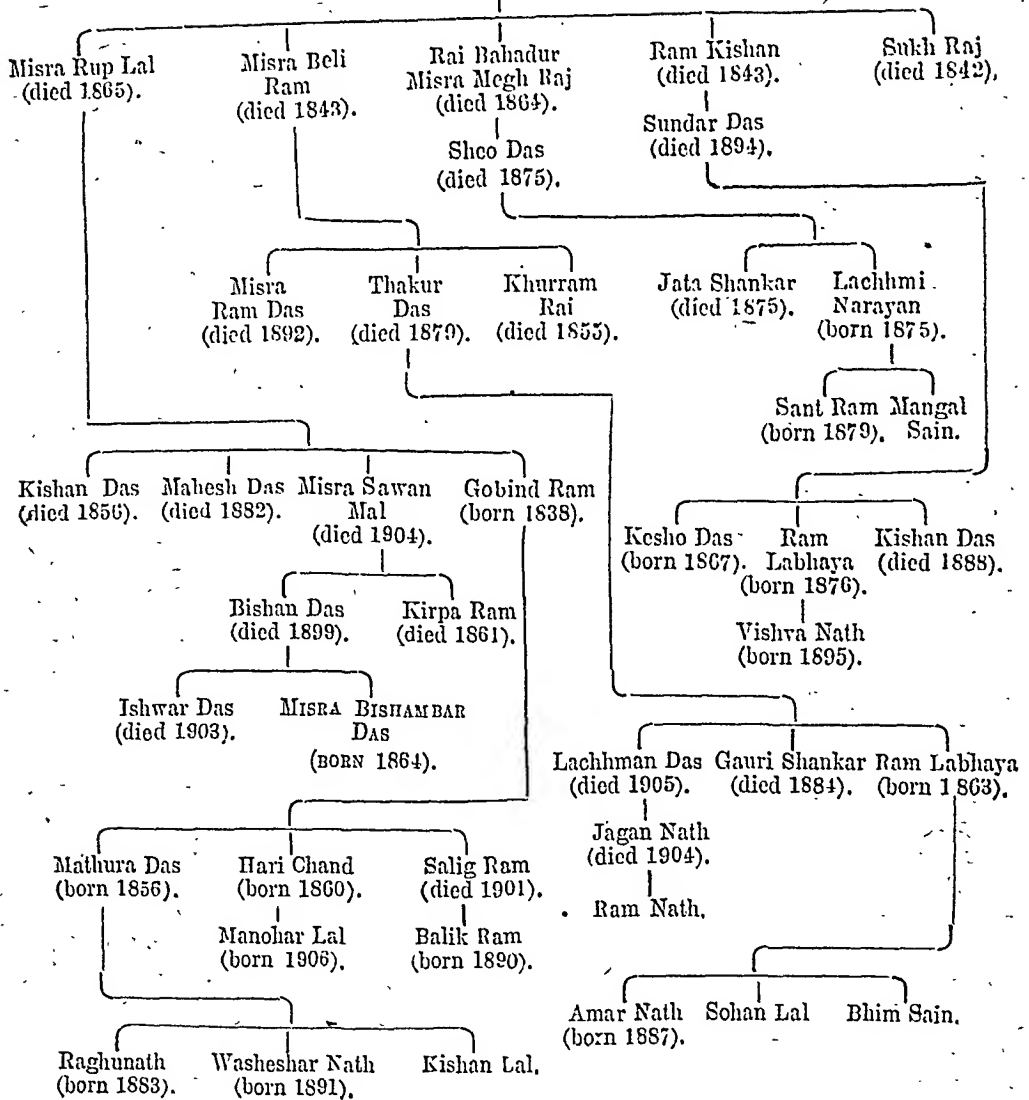 Misra Rup Lal
(died 1865).
Misra Beli
Ram
(died 1843).
Rai Bahadur
Misra Megh Raj
(died 1864).
Ram Kishan
(died 1843).
Sukh Raj
(died 1842).
Sheo Das
(died 1875).
Sundar Das
(died 1894).
Misra
Ram Das
(died 1892).
Thakur
Das
(died 1879).
Khurram
Rai
(died 1855).
Jata Shankar
(died 1875).
Lachhmi
Narayan
(born 1875).
Sant Ram
(born 1879).
Mangal
Sain.
Kishan Das
(died 1856).
Mahesh Das
(died 1882).
Misra Sawan
Mal
(died 1904).
Gobind Ram
(born 1838).
Kesho Das
(born 1867).
Ram
Labhaya
(born 1876).
Kishan Das
(died 1888).
Bishan Das
(died 1899).
Kirpa Ram
(died 1861).
Vishva Nath
(born 1895).
Ishwar Das
(died 1903).
MISRA BISHAMBAR
DAS
(BORN 1864).
Lachhman Das
(died 1905).
Gauri Shankar
(died 1884).
Ram Labhaya
(born 1863).
Jagan Nath
(died 1904).
Ram Nath.
Mathura Das
(born 1856).
Hari Chand
(born 1860).
Salig Ram
(died 1901).
Manohar Lal
(born 1906).
Balik Ram
(born 1890).
Amar Nath
(born 1887).
Sohan Lal
Bhim Sain.
Raghunath
(born 1883).
Washeshar Nath
(born 1891).
Kishan Lal.